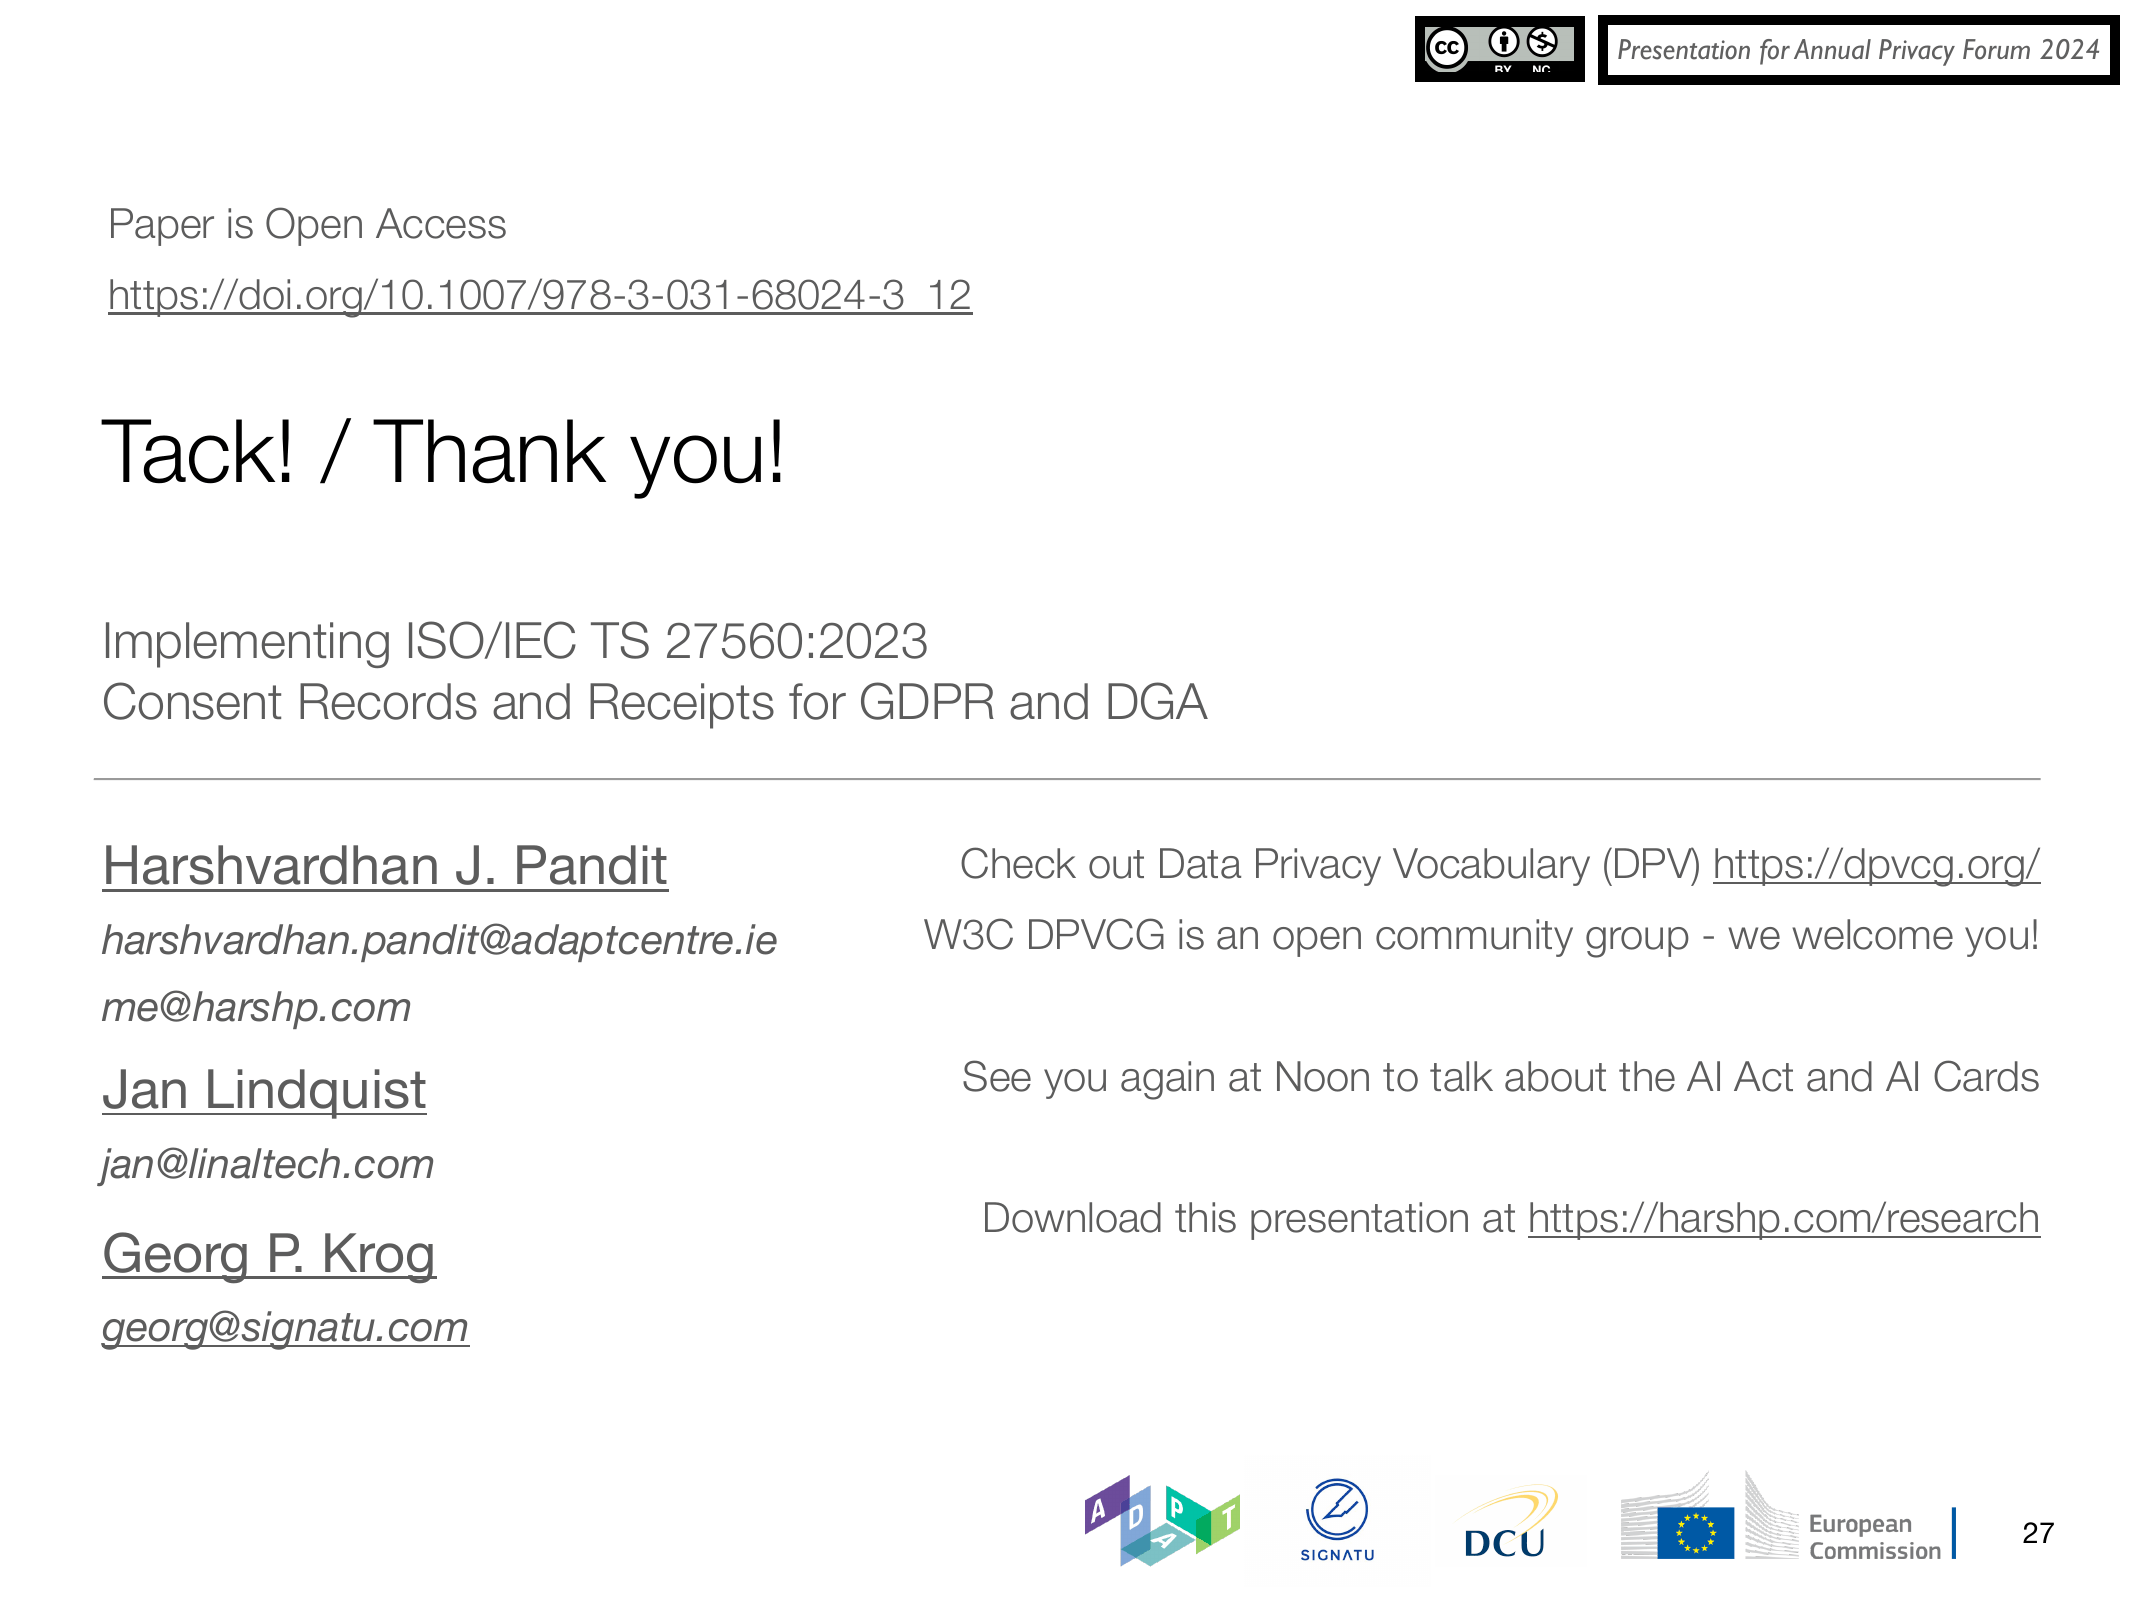 cc BY NC
Presentation for Annual Privacy Forum 2024
Paper is Open Access
https://doi.org/10.1007/978-3-031-68024-3_12
Tack! / Thank you!
Implementing ISO/IEC TS 27560:2023
Consent Records and Receipts for GDPR and DGA
Harshvardhan J. Pandit
harshvardhan.pandit@adaptcentre.ie
me@harshp.com
Jan Lindquist
jan@linaltech.com
Georg P. Krog
georg@signatu.com
Check out Data Privacy Vocabulary (DPV) https://dpvcg.org/
W3C DPVCG is an open community group - we welcome you!
See you again at Noon to talk about the AI Act and AI Cards
Download this presentation at https://harshp.com/research
ADAPT
SIGNATU
DCU
European
Commission
27